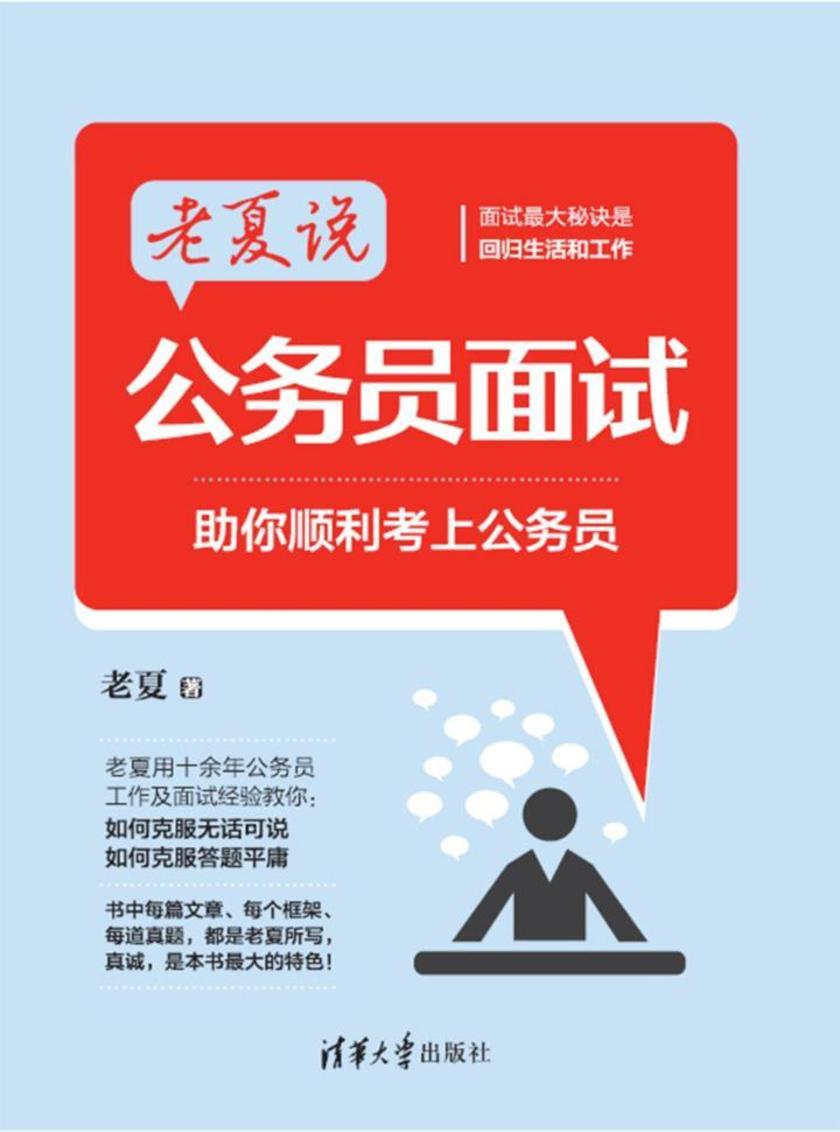 老夏说
面试最大秘诀是
回归生活和工作
公务员面试
助你顺利考上公务员
老夏 著
老夏用十余年公务员
工作及面试经验教你：
如何克服无话可说
如何克服答题平庸
书中每篇文章、每个框架、
每道真题，都是老夏所写，
真诚，是本书最大的特色！
清华大学出版社